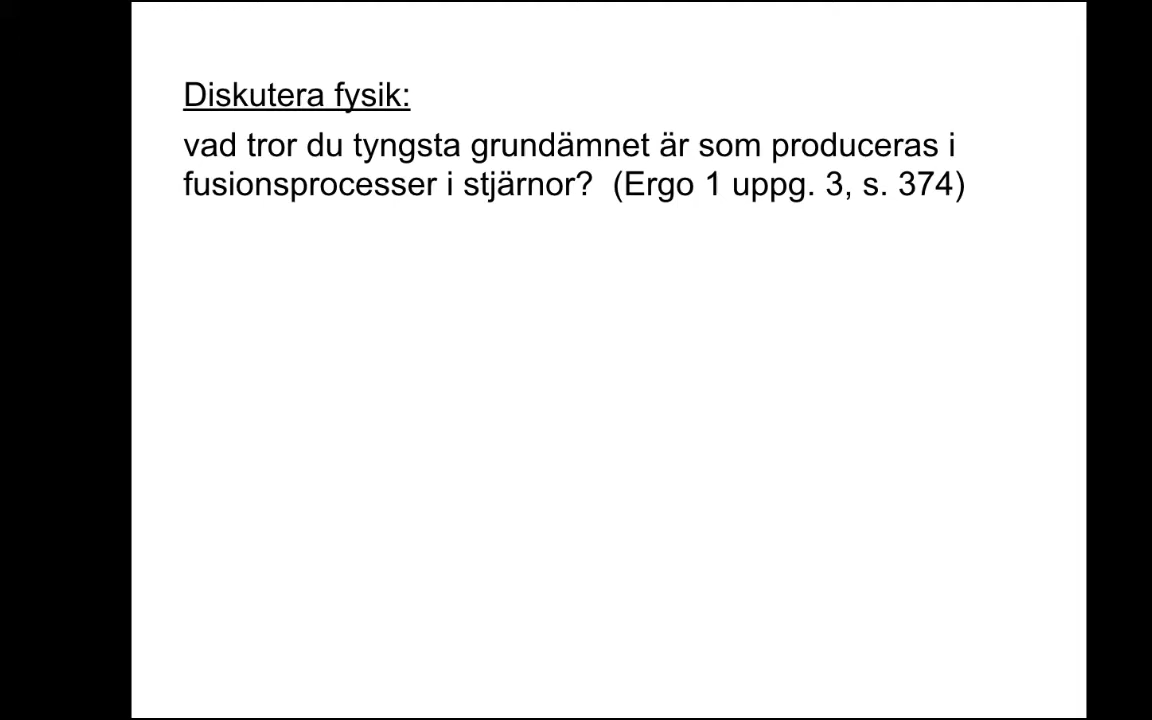 Diskutera fysik:
vad tror du tyngsta grundämnet är som produceras i
fusionsprocesser i stjärnor?  (Ergo 1 uppg. 3, s. 374)